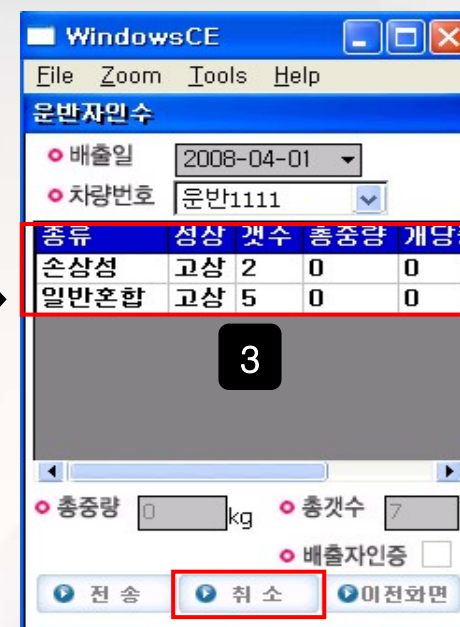 WindowsCE
File Zoom Tools Help
운반자인수
배출일 2008-04-01
차량번호 운반1111
종류 성상 갯수 총중량 개당
손상성 고상 2 0 0
일반혼합 고상 5 0 0
3
총중량 0 kg 총갯수 7
배출자인증
전 송 취 소 이전화면